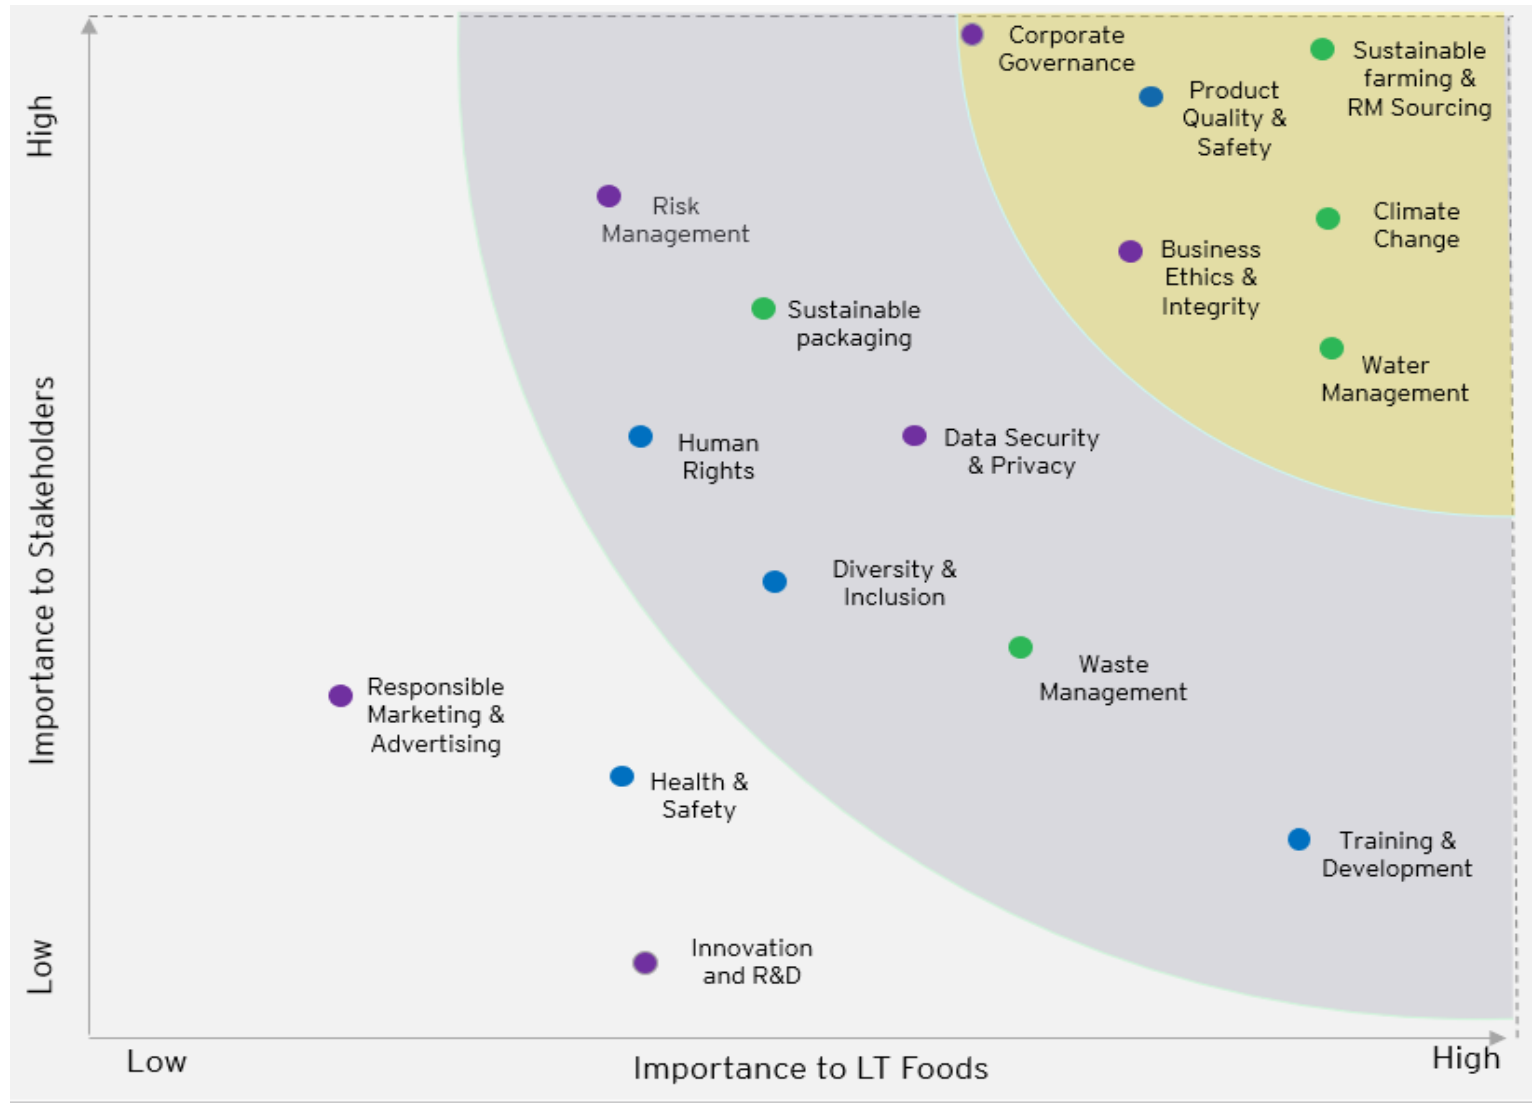 High
Importance to Stakeholders
Low
Corporate
Governance
Sustainable
farming &
RM Sourcing
Product
Quality &
Safety
Risk
Management
Climate
Change
Business
Ethics &
Integrity
Sustainable
packaging
Water
Management
Human
Rights
Data Security
& Privacy
Diversity &
Inclusion
Waste
Management
Responsible
Marketing &
Advertising
Health &
Safety
Training &
Development
Innovation
and R&D
Low
Importance to LT Foods
High